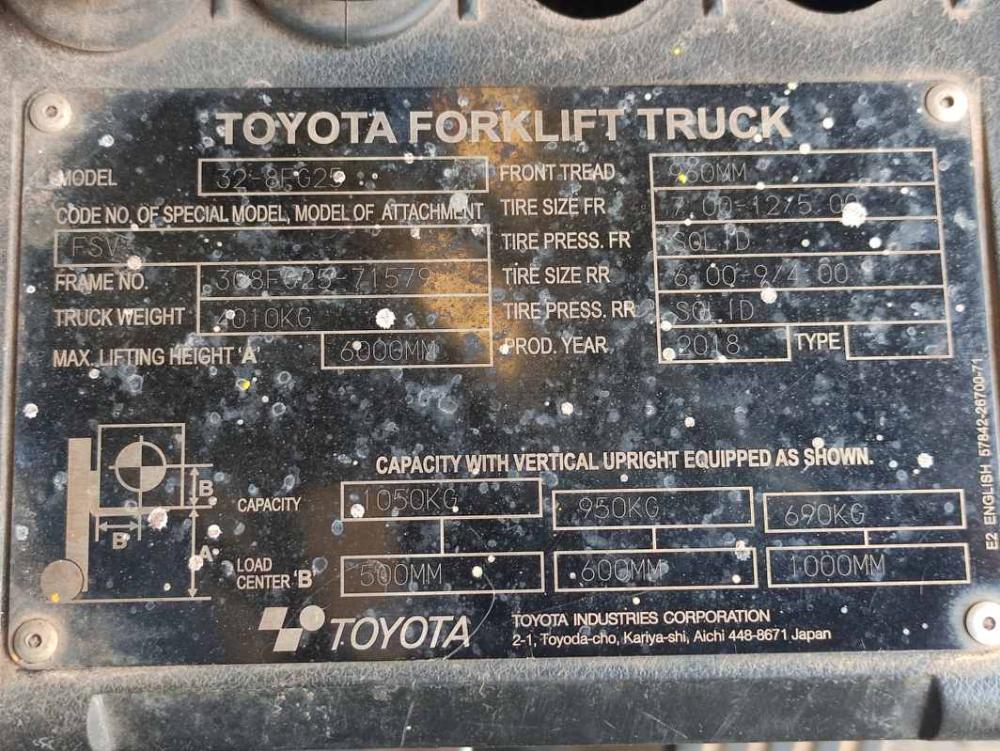 TOYOTA FORKLIFT TRUCK
MODEL 32-8FG25
CODE NO. OF SPECIAL MODEL, MODEL OF ATTACHMENT
FSV
FRAME NO. 308FG25-71579
TRUCK WEIGHT 4010KG
MAX. LIFTING HEIGHT 'A' 6000MM
FRONT TREAD 960MM
TIRE SIZE FR 7.00-12/5.00
TIRE PRESS. FR SOLID
TIRE SIZE RR 6.00-9/4.00
TIRE PRESS. RR SOLID
PROD. YEAR 2018 TYPE
CAPACITY WITH VERTICAL UPRIGHT EQUIPPED AS SHOWN.
B
B
A
CAPACITY 1050KG 950KG 690KG
LOAD CENTER 'B' 500MM 600MM 1000MM
TOYOTA
TOYOTA INDUSTRIES CORPORATION
2-1, Toyoda-cho, Kariya-shi, Aichi 448-8671 Japan
E2 ENGLISH 57842-26700-71